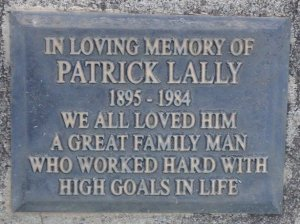 IN LOVING MEMORY OF
PATRICK LALLY
1895 - 1984
WE ALL LOVED HIM
A GREAT FAMILY MAN
WHO WORKED HARD WITH
HIGH GOALS IN LIFE